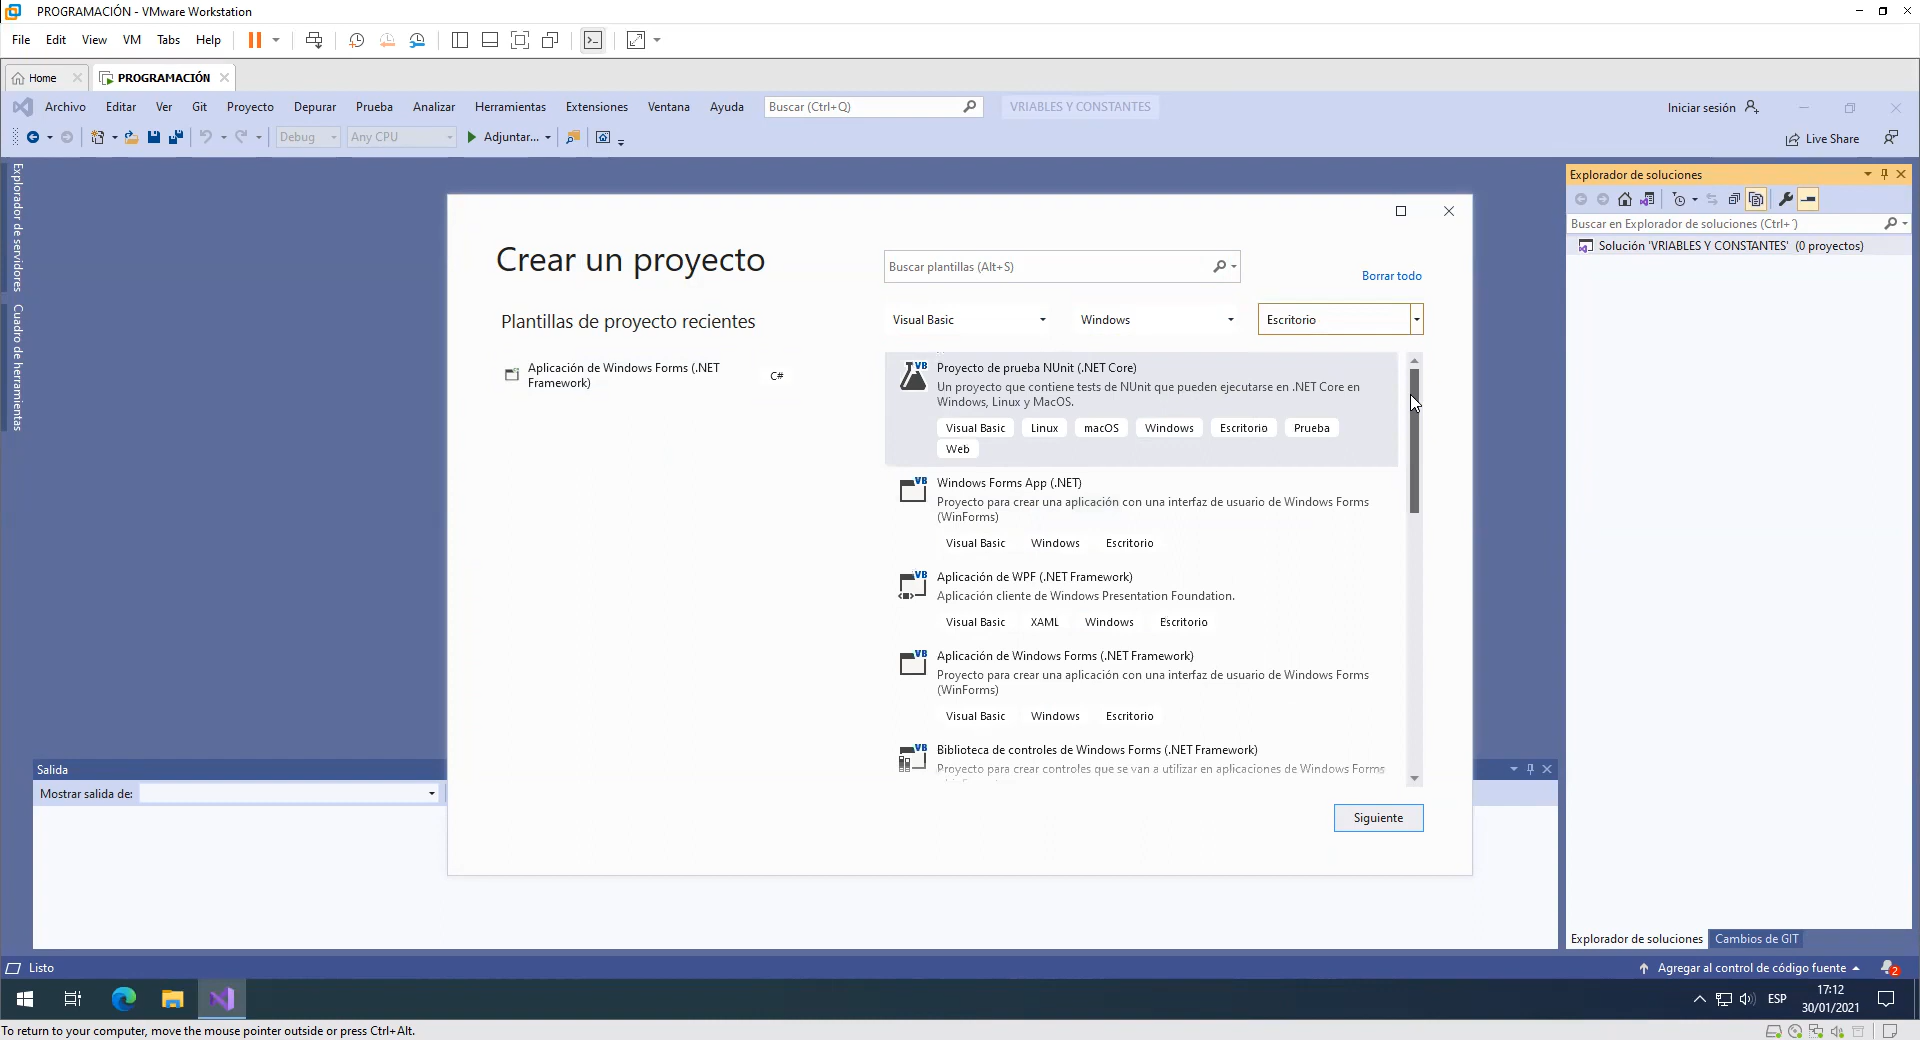 PROGRAMACIÓN - VMware Workstation
File Edit View VM Tabs Help
Home PROGRAMACIÓN
Archivo Editar Ver Git Proyecto Depurar Prueba Analizar Herramientas Extensiones Ventana Ayuda Buscar (Ctrl+Q) VRIABLES Y CONSTANTES Iniciar sesión
Debug Any CPU Adjuntar... Live Share
Explorador de servidores
Cuadro de herramientas
Explorador de soluciones
Buscar en Explorador de soluciones (Ctrl+´)
Solución 'VRIABLES Y CONSTANTES' (0 proyectos)
Crear un proyecto
Buscar plantillas (Alt+S)
Borrar todo
Plantillas de proyecto recientes
Visual Basic Windows Escritorio
Aplicación de Windows Forms (.NET
Framework)
C#
VB
Proyecto de prueba NUnit (.NET Core)
Un proyecto que contiene tests de NUnit que pueden ejecutarse en .NET Core en
Windows, Linux y MacOS.
Visual Basic Linux macOS Windows Escritorio Prueba
Web
VB
Windows Forms App (.NET)
Proyecto para crear una aplicación con una interfaz de usuario de Windows Forms
(WinForms)
Visual Basic Windows Escritorio
VB
Aplicación de WPF (.NET Framework)
Aplicación cliente de Windows Presentation Foundation.
Visual Basic XAML Windows Escritorio
VB
Aplicación de Windows Forms (.NET Framework)
Proyecto para crear una aplicación con una interfaz de usuario de Windows Forms
(WinForms)
Visual Basic Windows Escritorio
VB
Biblioteca de controles de Windows Forms (.NET Framework)
Proyecto para crear controles que se van a utilizar en aplicaciones de Windows Forms
Siguiente
Salida
Mostrar salida de:
Explorador de soluciones Cambios de GIT
Listo
Agregar al control de código fuente
2
ESP
17:12
30/01/2021
To return to your computer, move the mouse pointer outside or press Ctrl+Alt.